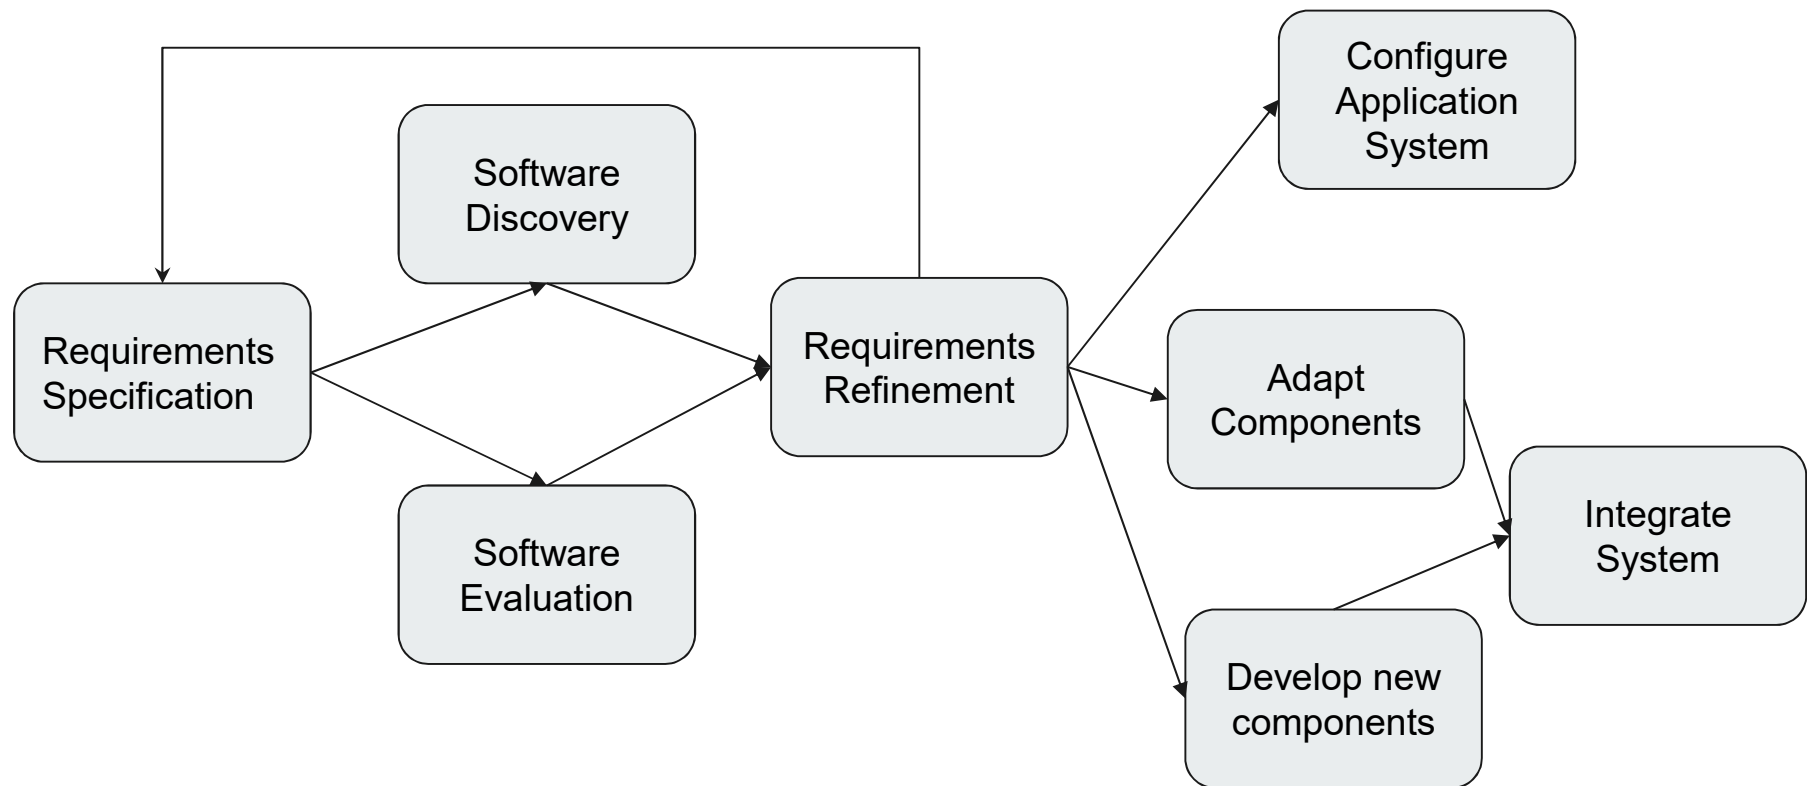 Configure
Application
System
Software
Discovery
Requirements
Specification
Requirements
Refinement
Adapt
Components
Integrate
System
Software
Evaluation
Develop new
components